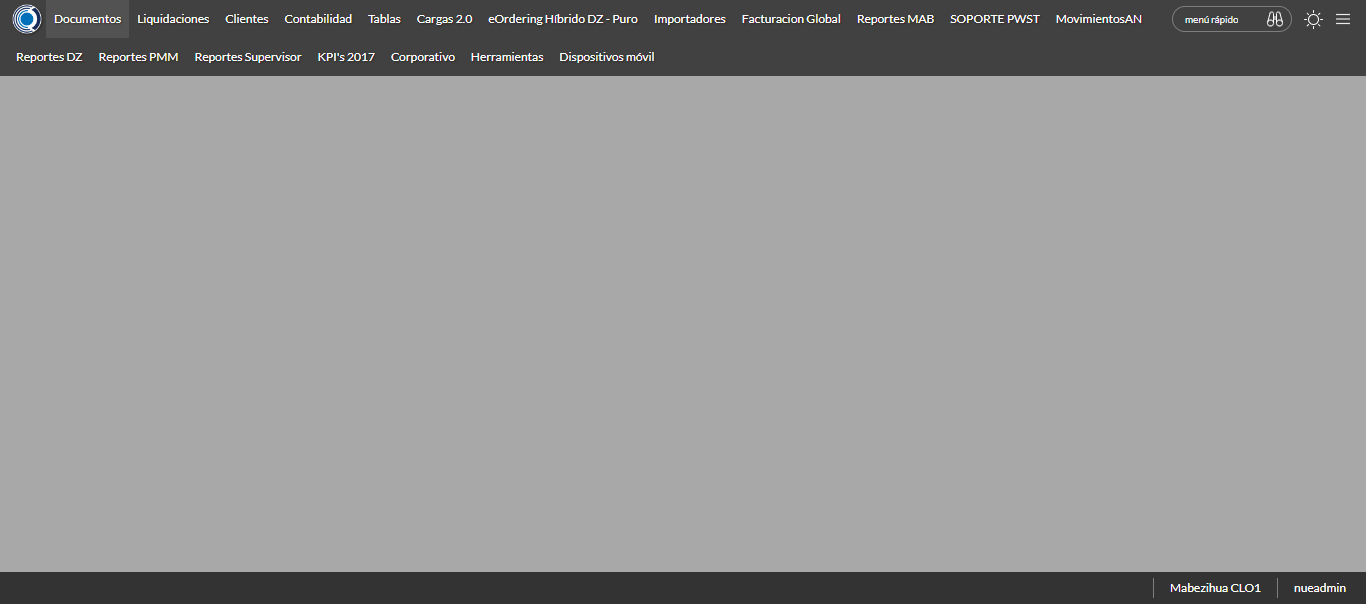 Documentos Liquidaciones Clientes Contabilidad Tablas Cargas 2.0 eOrdering Híbrido DZ - Puro Importadores Facturacion Global Reportes MAB SOPORTE PWST MovimientosAN menú rápido
Reportes DZ Reportes PMM Reportes Supervisor KPI's 2017 Corporativo Herramientas Dispositivos móvil
Mabezihua CLO1 nueadmin